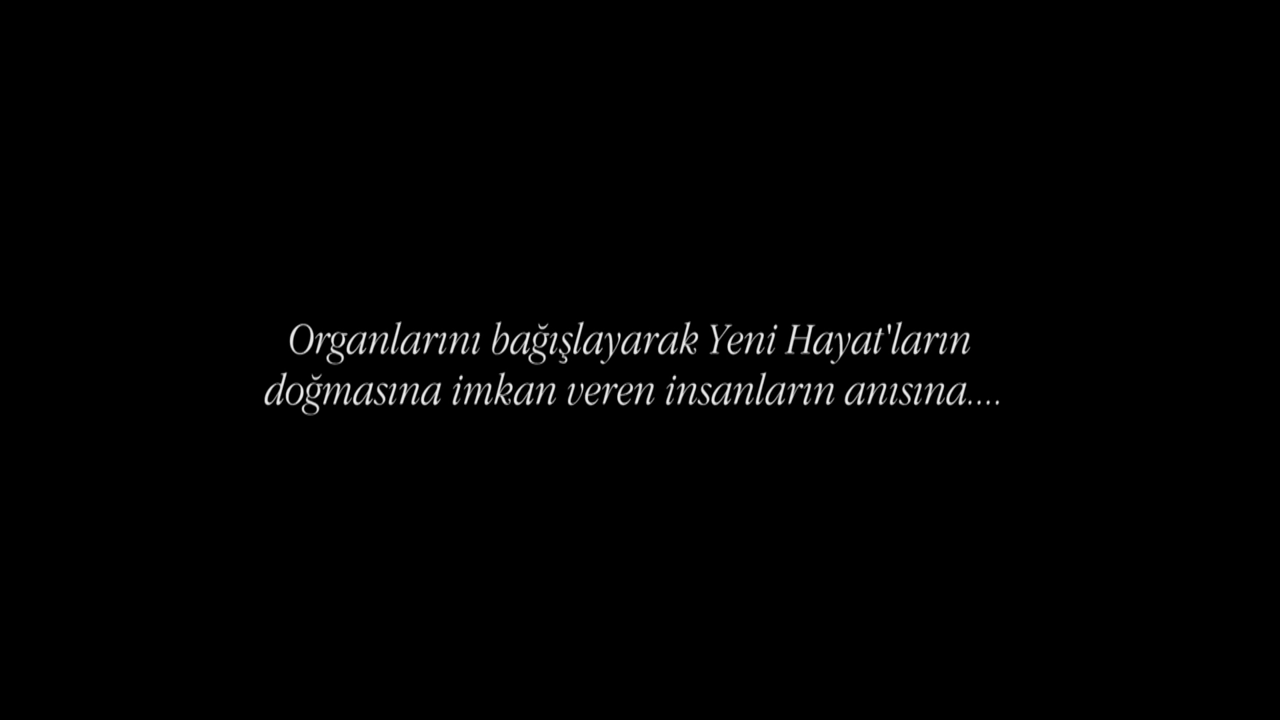 Organlarını bağışlayarak Yeni Hayat'ların
doğmasına imkan veren insanların anısına....